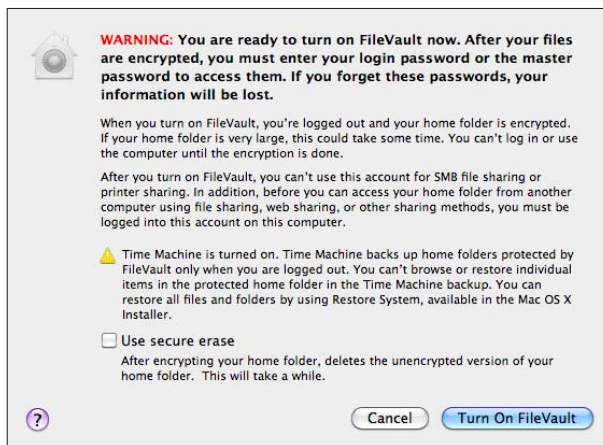 WARNING: You are ready to turn on FileVault now. After your files
are encrypted, you must enter your login password or the master
password to access them. If you forget these passwords, your
information will be lost.
When you turn on FileVault, you're logged out and your home folder is encrypted.
If your home folder is very large, this could take some time. You can't log in or use
the computer until the encryption is done.
After you turn on FileVault, you can't use this account for SMB file sharing or
printer sharing. In addition, before you can access your home folder from another
computer using file sharing, web sharing, or other sharing methods, you must be
logged into this account on this computer.
Time Machine is turned on. Time Machine backs up home folders protected by
FileVault only when you are logged out. You can't browse or restore individual
items in the protected home folder in the Time Machine backup. You can
restore all files and folders by using Restore System, available in the Mac OS X
Installer.
Use secure erase
After encrypting your home folder, deletes the unencrypted version of your
home folder. This will take a while.
? Cancel Turn On FileVault